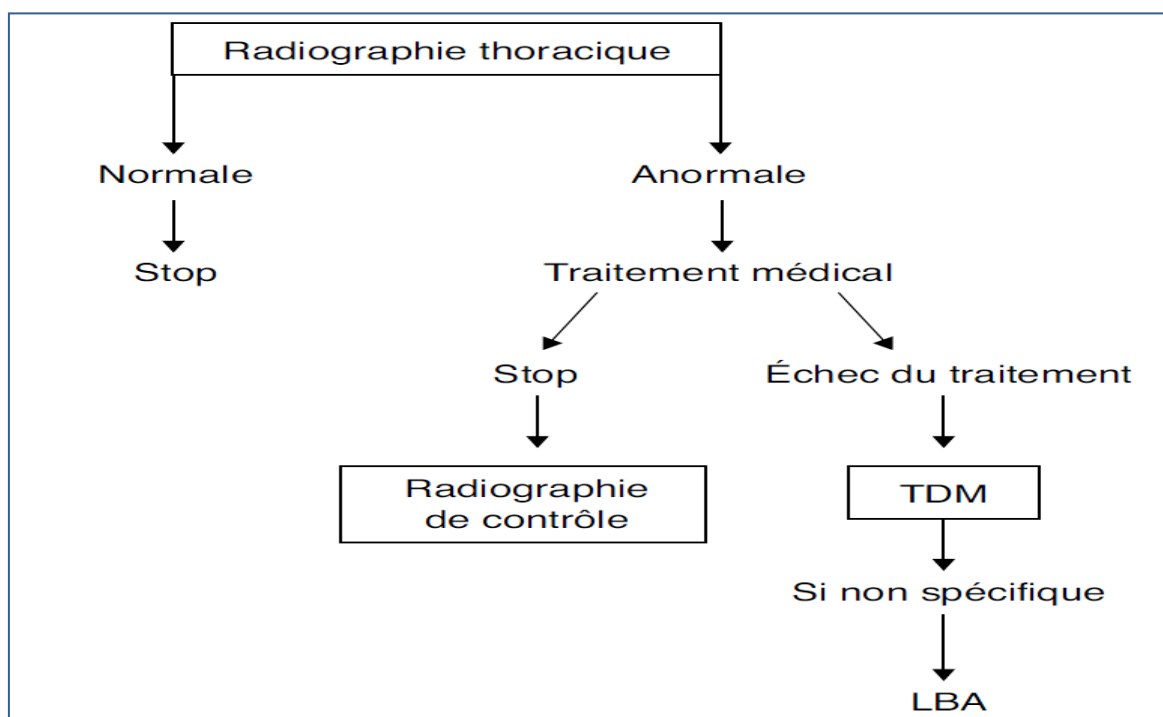 Radiographie thoracique
Normale
Anormale
Stop
Traitement médical
Stop
Échec du traitement
Radiographie
de contrôle
TDM
Si non spécifique
LBA